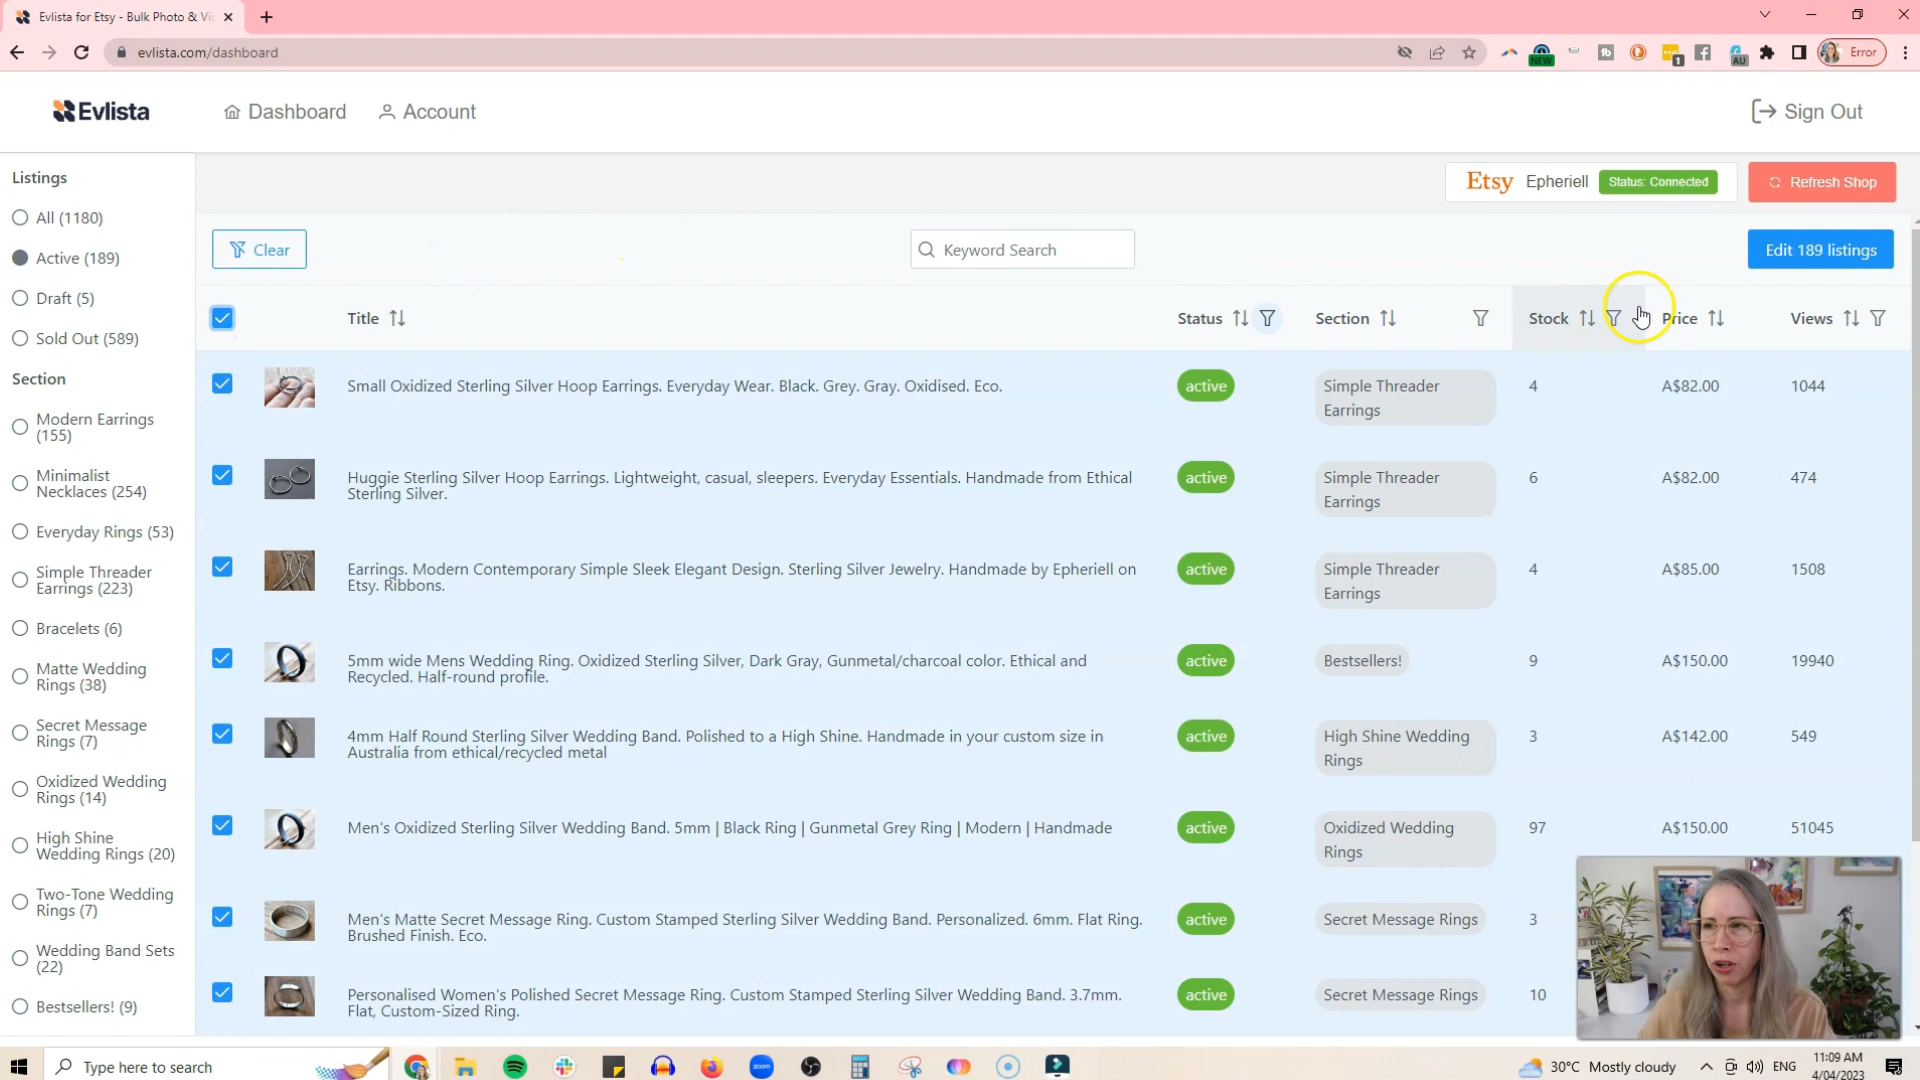 Evlista for Etsy - Bulk Photo & Vi
evlista.com/dashboard
NEW
1
AU
Error
Evlista
Dashboard
Account
Sign Out
Listings
All (1180)
Active (189)
Draft (5)
Sold Out (589)
Section
Modern Earrings
(155)
Minimalist
Necklaces (254)
Everyday Rings (53)
Simple Threader
Earrings (223)
Bracelets (6)
Matte Wedding
Rings (38)
Secret Message
Rings (7)
Oxidized Wedding
Rings (14)
High Shine
Wedding Rings (20)
Two-Tone Wedding
Rings (7)
Wedding Band Sets
(22)
Bestsellers! (9)
Etsy Epheriell Status: Connected
Refresh Shop
Clear
Keyword Search
Edit 189 listings
Title Status Section Stock Price Views
Small Oxidized Sterling Silver Hoop Earrings. Everyday Wear. Black. Grey. Gray. Oxidised. Eco.
active
Simple Threader
Earrings
4
A$82.00
1044
Huggie Sterling Silver Hoop Earrings. Lightweight, casual, sleepers. Everyday Essentials. Handmade from Ethical
Sterling Silver.
active
Simple Threader
Earrings
6
A$82.00
474
Earrings. Modern Contemporary Simple Sleek Elegant Design. Sterling Silver Jewelry. Handmade by Epheriell on
Etsy. Ribbons.
active
Simple Threader
Earrings
4
A$85.00
1508
5mm wide Mens Wedding Ring. Oxidized Sterling Silver, Dark Gray, Gunmetal/charcoal color. Ethical and
Recycled. Half-round profile.
active
Bestsellers!
9
A$150.00
19940
4mm Half Round Sterling Silver Wedding Band. Polished to a High Shine. Handmade in your custom size in
Australia from ethical/recycled metal
active
High Shine Wedding
Rings
3
A$142.00
549
Men's Oxidized Sterling Silver Wedding Band. 5mm | Black Ring | Gunmetal Grey Ring | Modern | Handmade
active
Oxidized Wedding
Rings
97
A$150.00
51045
Men's Matte Secret Message Ring. Custom Stamped Sterling Silver Wedding Band. Personalized. 6mm. Flat Ring.
Brushed Finish. Eco.
active
Secret Message Rings
3
Personalised Women's Polished Secret Message Ring. Custom Stamped Sterling Silver Wedding Band. 3.7mm.
Flat, Custom-Sized Ring.
active
Secret Message Rings
10
Type here to search
zoom
30°C Mostly cloudy
ENG
11:09 AM
4/04/2023